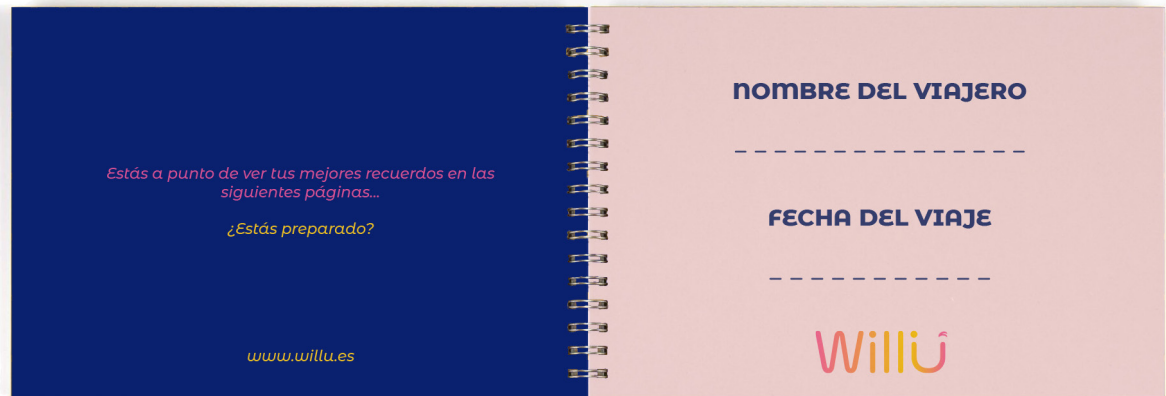 Estás a punto de ver tus mejores recuerdos en las
siguientes páginas...
¿Estás preparado?
www.willu.es
NOMBRE DEL VIAJERO
FECHA DEL VIAJE
Willü